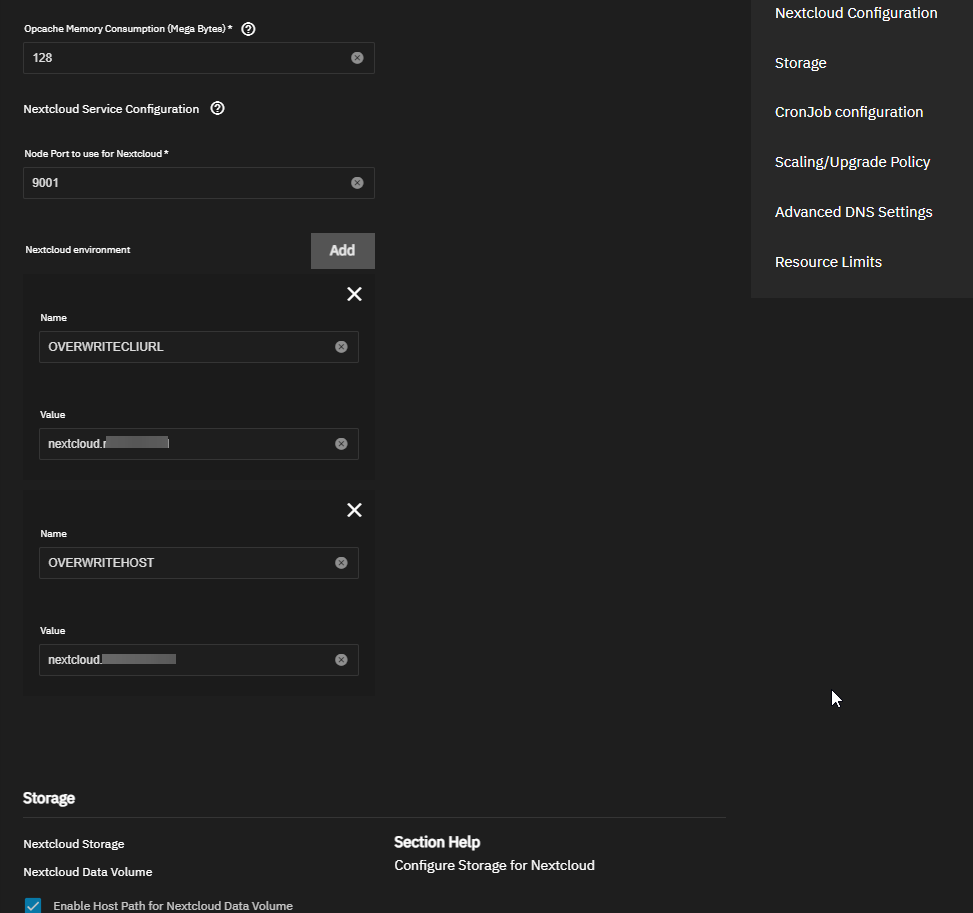 Opcache Memory Consumption (Mega Bytes) *
128
Nextcloud Service Configuration
Node Port to use for Nextcloud *
9001
Nextcloud environment
Add
Name
OVERWRITECLIURL
Value
nextcloud.
Name
OVERWRITEHOST
Value
nextcloud.
Storage
Nextcloud Storage
Nextcloud Data Volume
Enable Host Path for Nextcloud Data Volume
Section Help
Configure Storage for Nextcloud
Nextcloud Configuration
Storage
CronJob configuration
Scaling/Upgrade Policy
Advanced DNS Settings
Resource Limits